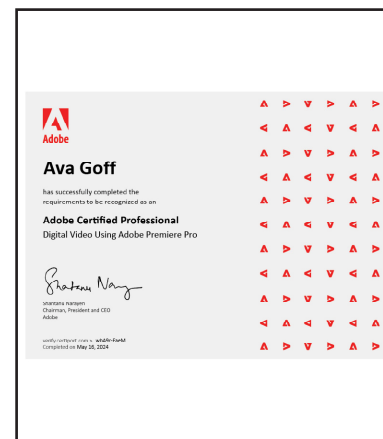 Adobe
Ava Goff
has successfully completed the
requirements to be recognized as an
Adobe Certified Professional
Digital Video Using Adobe Premiere Pro
Shantanu Narayen
Chairman, President and CEO
Adobe
Completed on May 16, 2024